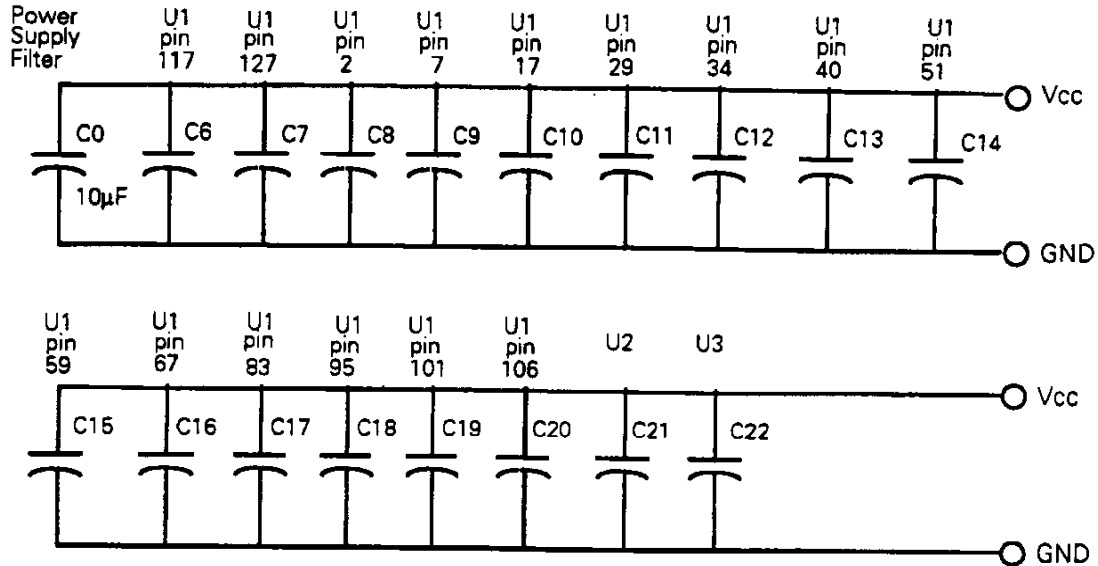 Power Supply Filter
U1 pin 117
U1 pin 127
U1 pin 2
U1 pin 7
U1 pin 17
U1 pin 29
U1 pin 34
U1 pin 40
U1 pin 51
Vcc
C0
C6
C7
C8
C9
C10
C11
C12
C13
C14
10µF
GND
U1 pin 59
U1 pin 67
U1 pin 83
U1 pin 95
U1 pin 101
U1 pin 106
U2
U3
Vcc
C15
C16
C17
C18
C19
C20
C21
C22
GND